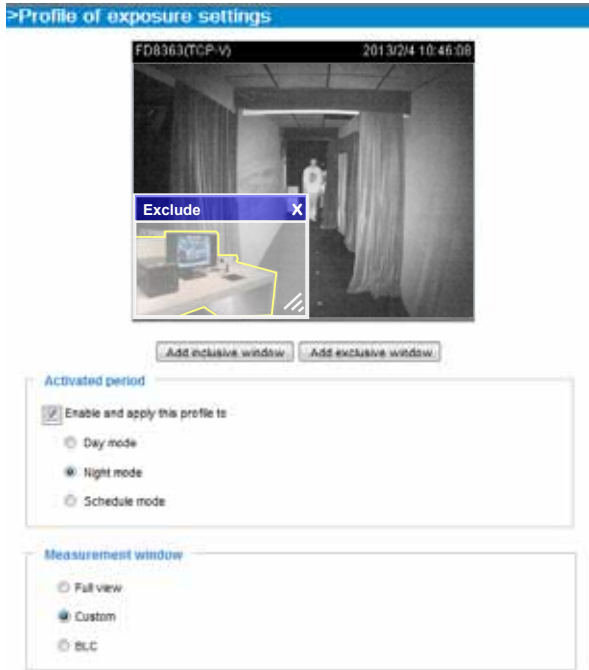 >Profile of exposure settings
FD8363(TCP-V) 2013/2/4 10:46:08
Exclude X
Add inclusive window Add exclusive window
Activated period
Enable and apply this profile to
Day mode
Night mode
Schedule mode
Measurement window
Full view
Custom
BLC